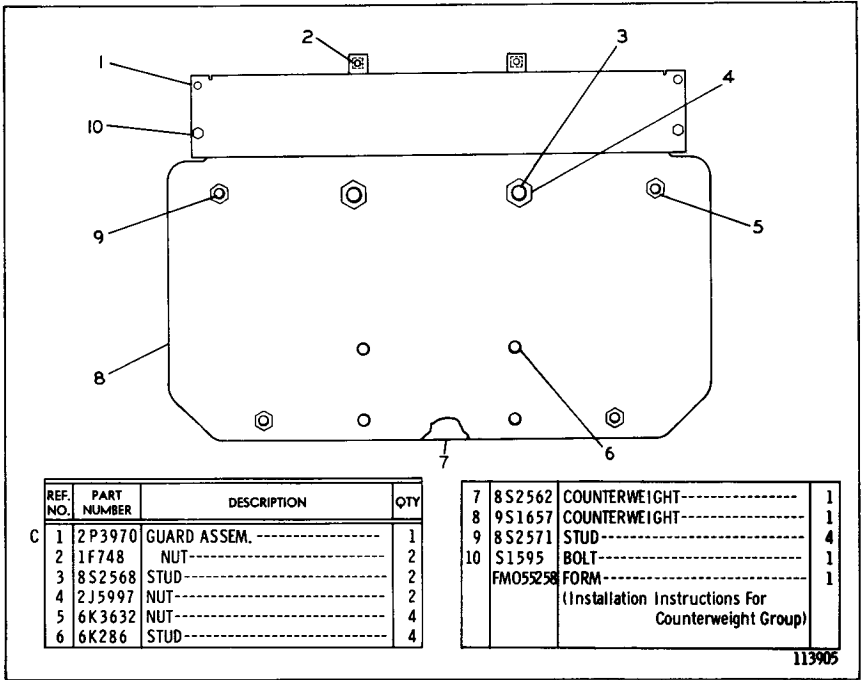 1
2
3
4
10
9
5
8
7
6
REF. NO. PART NUMBER DESCRIPTION QTY
C 1 2P3970 GUARD ASSEM. ------------------ 1
2 1F748 NUT------------------------------- 2
3 8S2568 STUD---------------------------------- 2
4 2J5997 NUT----------------------------------- 2
5 6K3632 NUT----------------------------------- 4
6 6K286 STUD---------------------------------- 4
7 8S2562 COUNTERWEIGHT----------------- 1
8 9S1657 COUNTERWEIGHT----------------- 1
9 8S2571 STUD------------------------------- 4
10 S1595 BOLT------------------------------- 1
FM055258 FORM------------------------------- 1
(Installation Instructions For
Counterweight Group)
113905